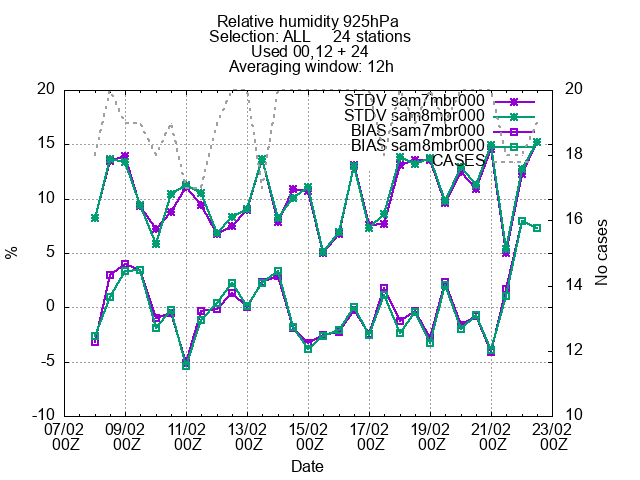 Relative humidity 925hPa
Selection: ALL 24 stations
Used 00,12 + 24
Averaging window: 12h
STDV sam7mbr000
STDV sam8mbr000
BIAS sam7mbr000
BIAS sam8mbr000
CASES
20
15
10
5
0
-5
-10
%
20
18
16
14
12
10
No cases
07/02 09/02 11/02 13/02 15/02 17/02 19/02 21/02 23/02
00Z 00Z 00Z 00Z 00Z 00Z 00Z 00Z 00Z
Date